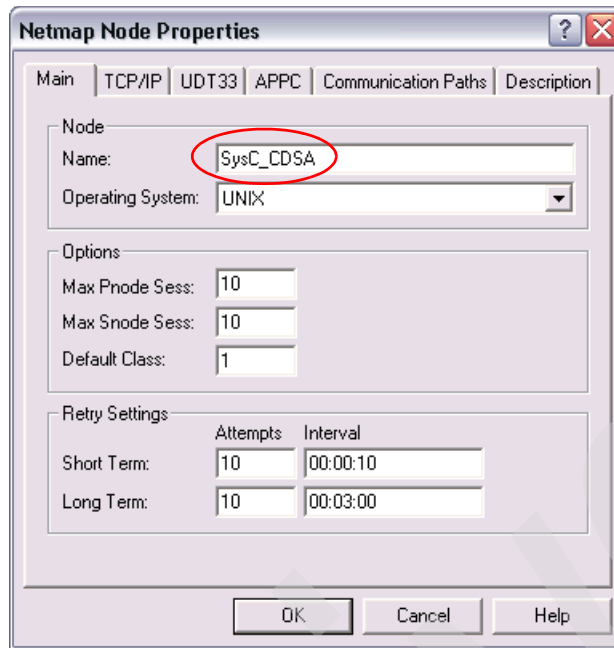 Netmap Node Properties
?
Main TCP/IP UDT33 APPC Communication Paths Description
Node
Name: SysC_CDSA
Operating System: UNIX
Options
Max Pnode Sess: 10
Max Snode Sess: 10
Default Class: 1
Retry Settings
Attempts Interval
Short Term: 10 00:00:10
Long Term: 10 00:03:00
OK Cancel Help